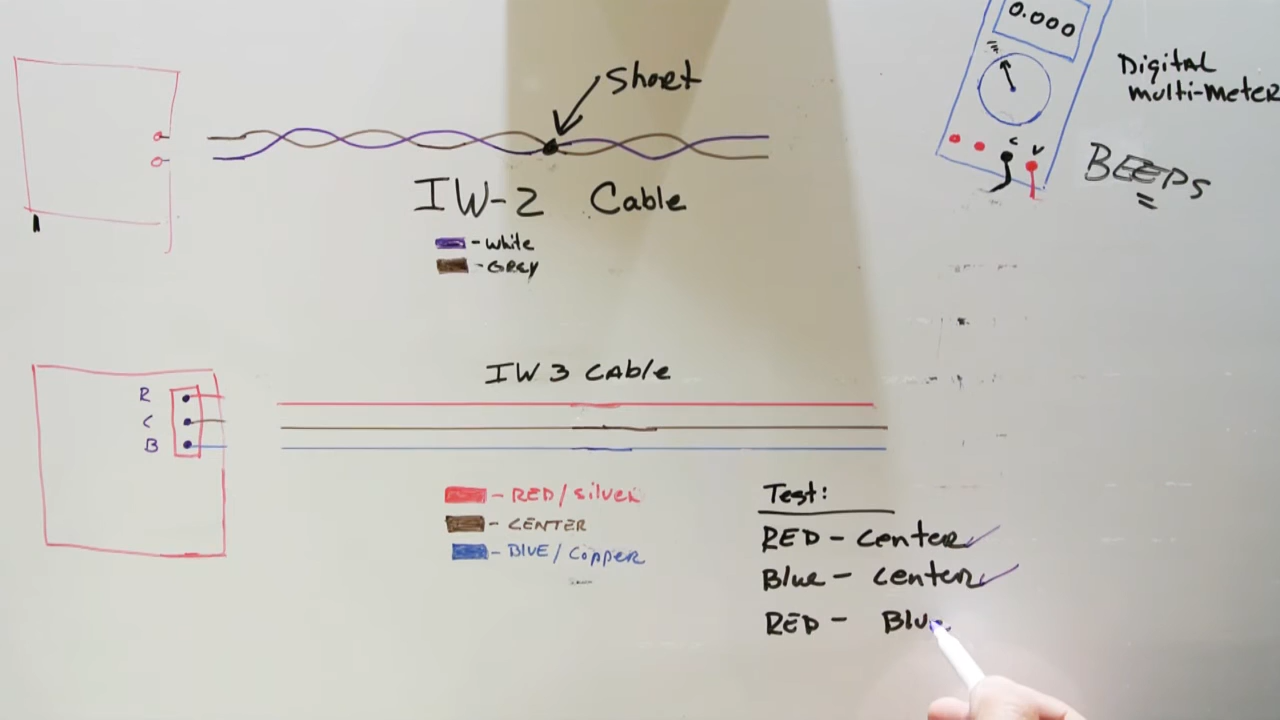 0.000
Digital
multi-meter
Short
C V
BEEPS
IW-2 Cable
- White
- GREY
IW 3 CABle
R
C
B
- RED/Silver
- CENTER
- BLUE/Copper
Test:
RED - Center
Blue - Center
RED - Blue